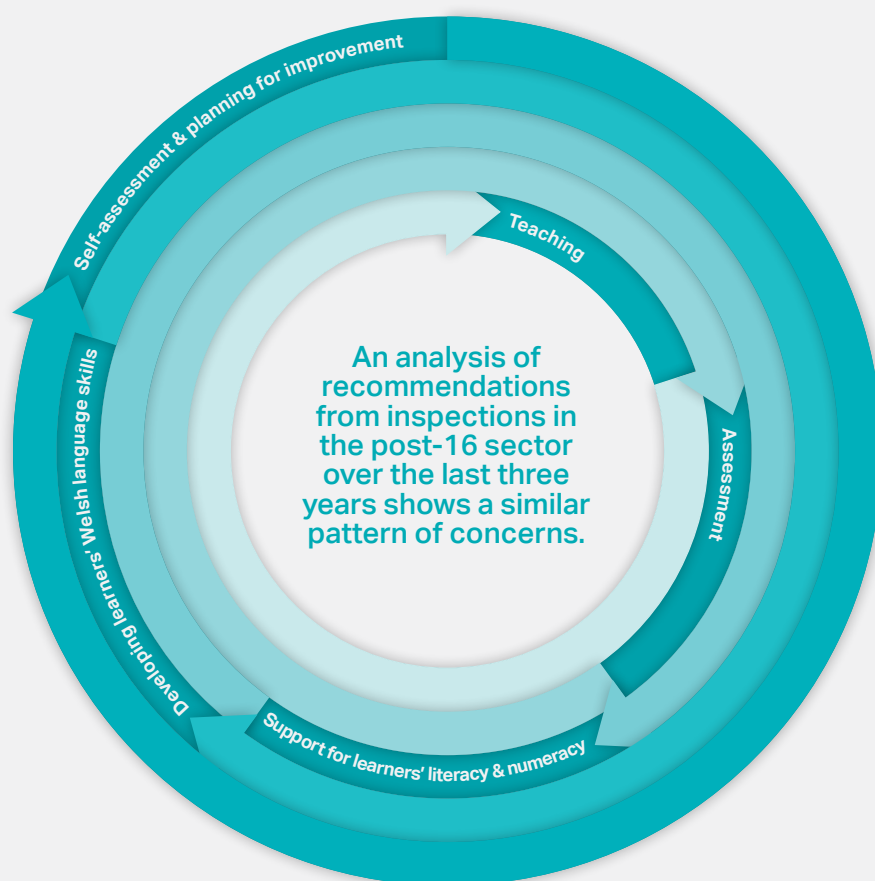 An analysis of
recommendations
from inspections in
the post-16 sector
over the last three
years shows a similar
pattern of concerns.
Teaching
Assessment
Support for learners' literacy & numeracy
Developing learners' Welsh language skills
Self-assessment & planning for improvement